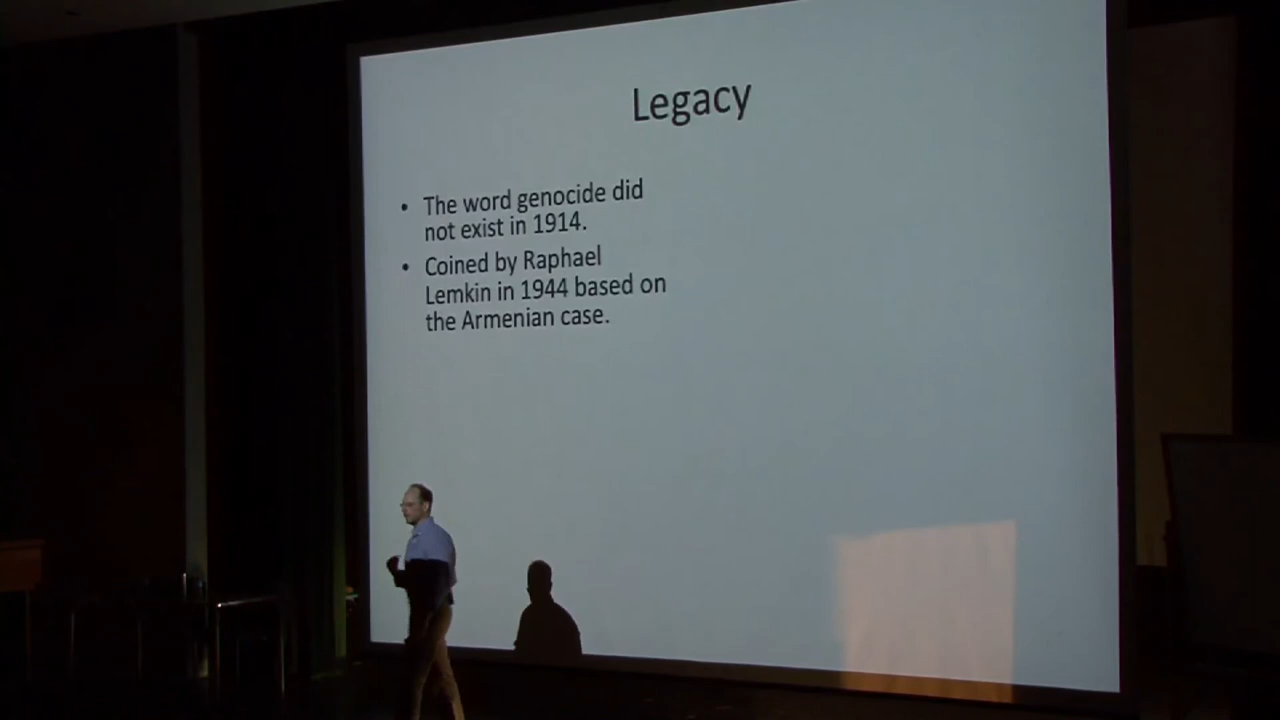 Legacy
• The word genocide did
not exist in 1914.
• Coined by Raphael
Lemkin in 1944 based on
the Armenian case.